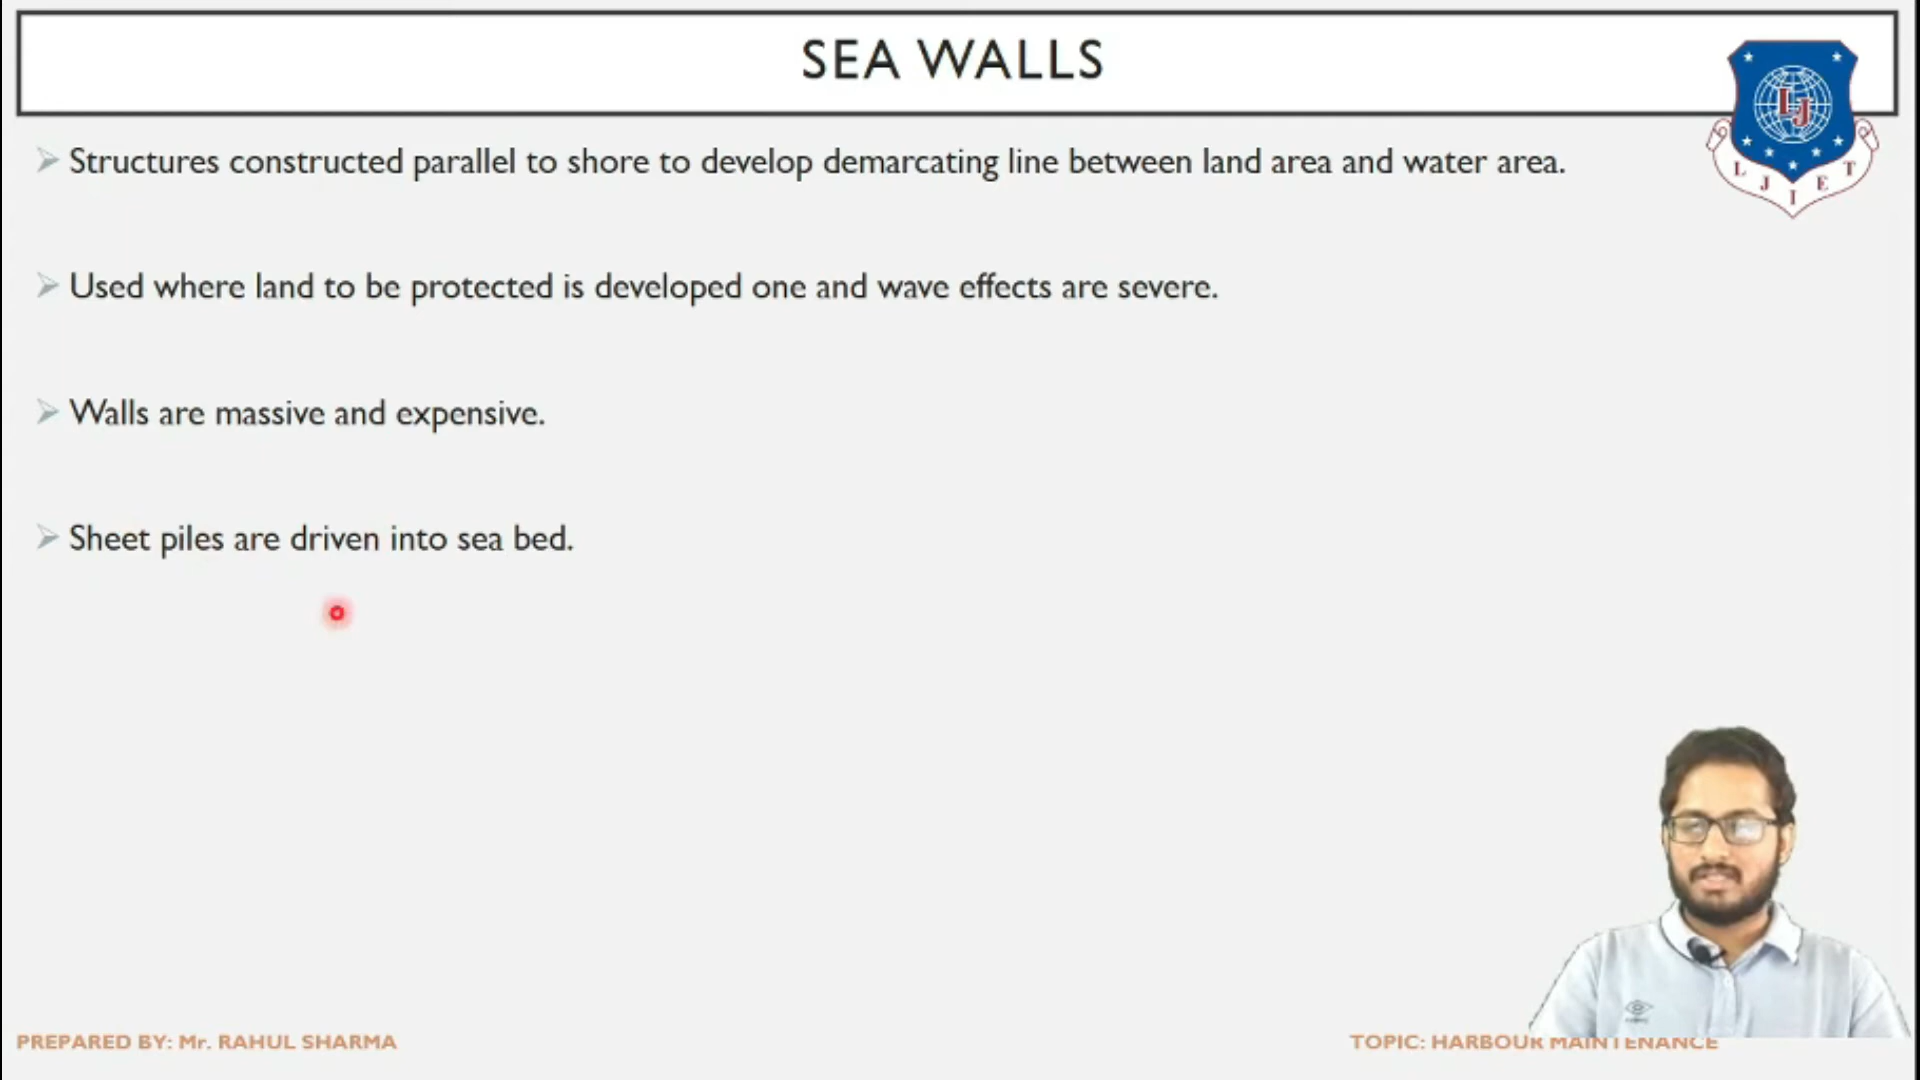 SEA WALLS
LJ
L J I E T
Structures constructed parallel to shore to develop demarcating line between land area and water area.
Used where land to be protected is developed one and wave effects are severe.
Walls are massive and expensive.
Sheet piles are driven into sea bed.
PREPARED BY: Mr. RAHUL SHARMA
TOPIC: HARBOUR MAINTENANCE